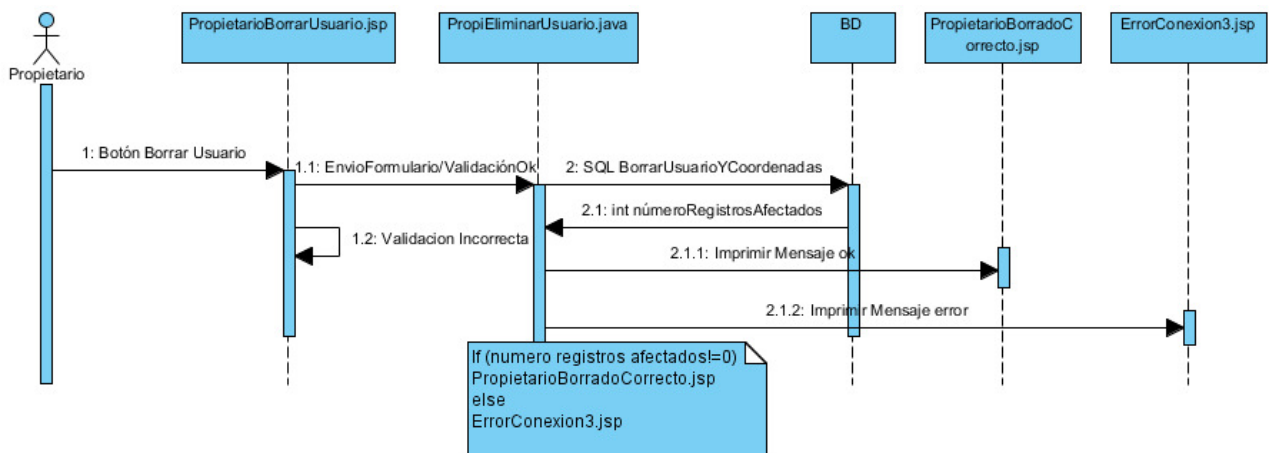 PropietarioBorrarUsuario.jsp
PropiEliminarUsuario.java
BD
PropietarioBorradoC
orrecto.jsp
ErrorConexion3.jsp
Propietario
1: Botón Borrar Usuario
1.1: EnvioFormulario/ValidaciónOk
2: SQL BorrarUsuarioYCoordenadas
2.1: int númeroRegistrosAfectados
1.2: Validacion Incorrecta
2.1.1: Imprimir Mensaje ok
2.1.2: Imprimir Mensaje error
If (numero registros afectados!=0)
PropietarioBorradoCorrecto.jsp
else
ErrorConexion3.jsp